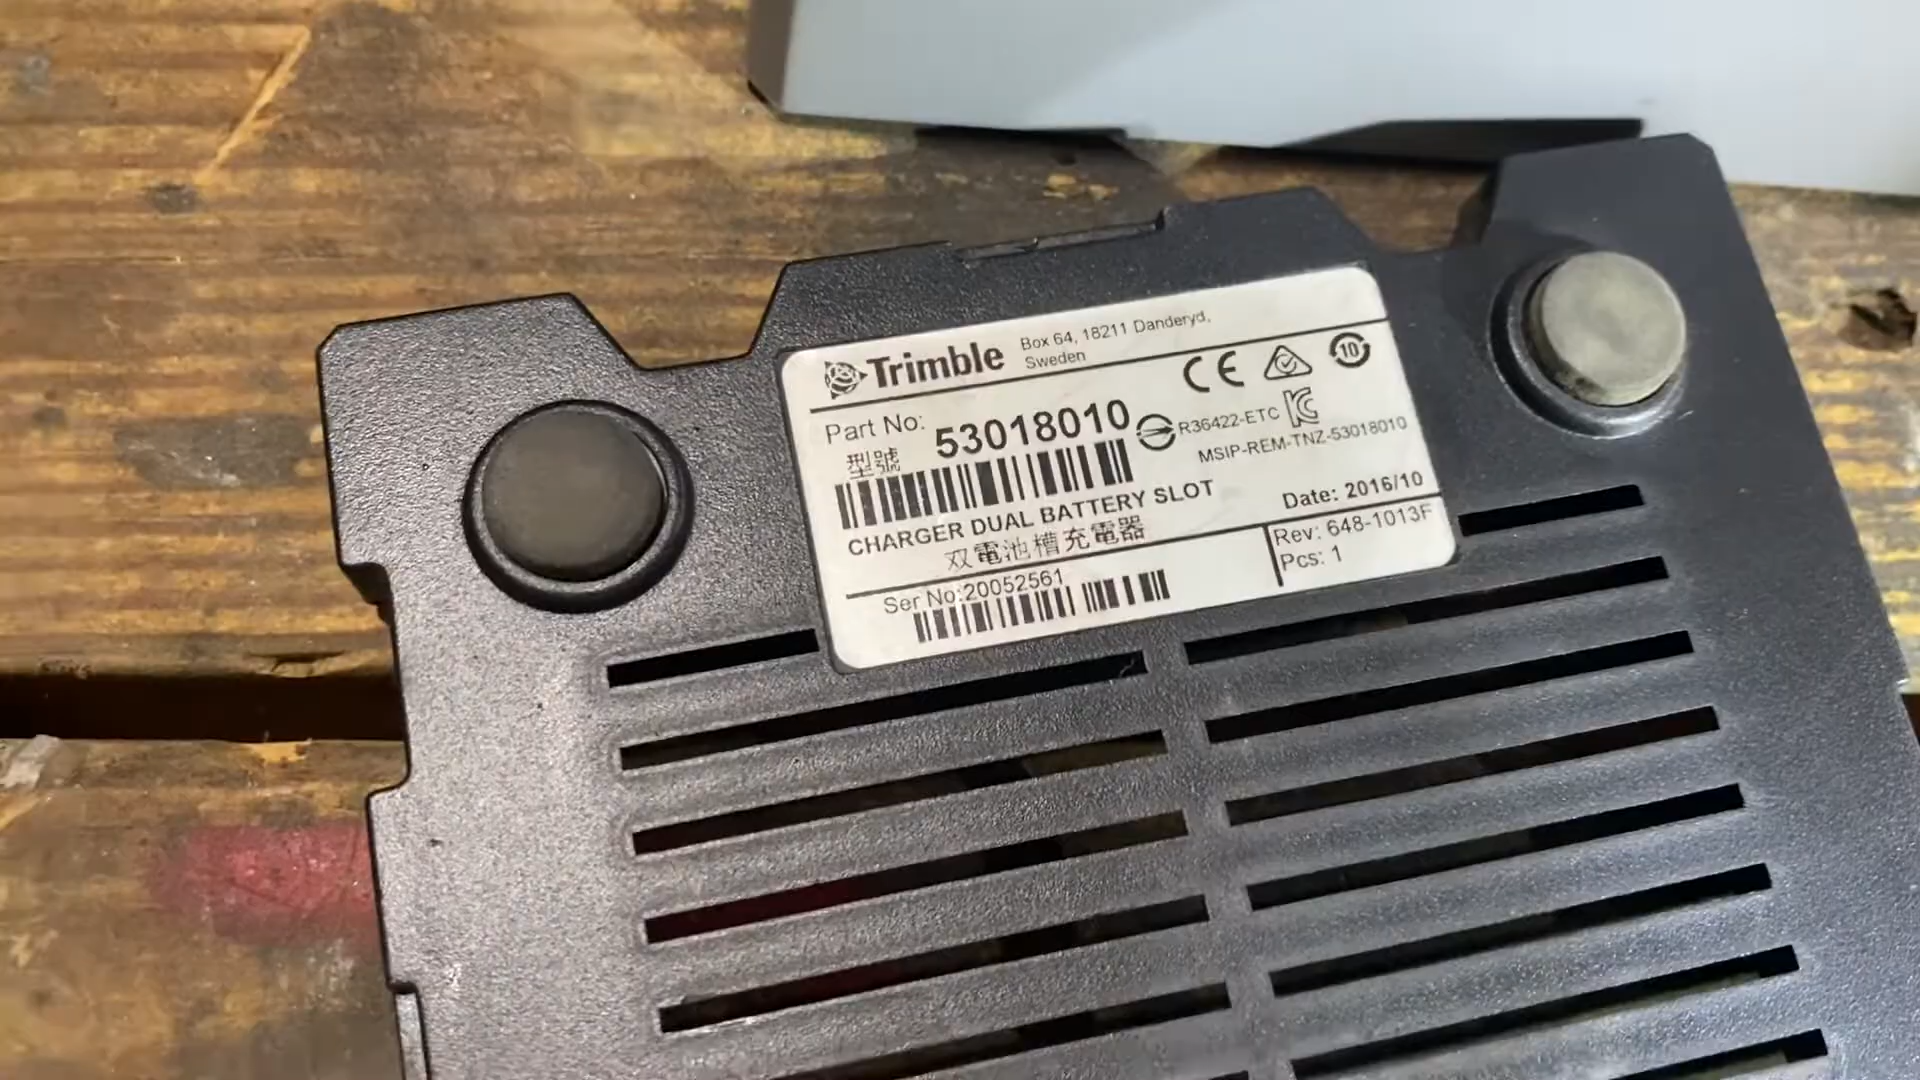 Trimble
Box 64, 18211 Danderyd,
Sweden
Part No: 53018010
型號
R36422-ETC
MSIP-REM-TNZ-53018010
CHARGER DUAL BATTERY SLOT
双電池槽充電器
Date: 2016/10
Ser No:20052561
Rev: 648-1013F
Pcs: 1
10